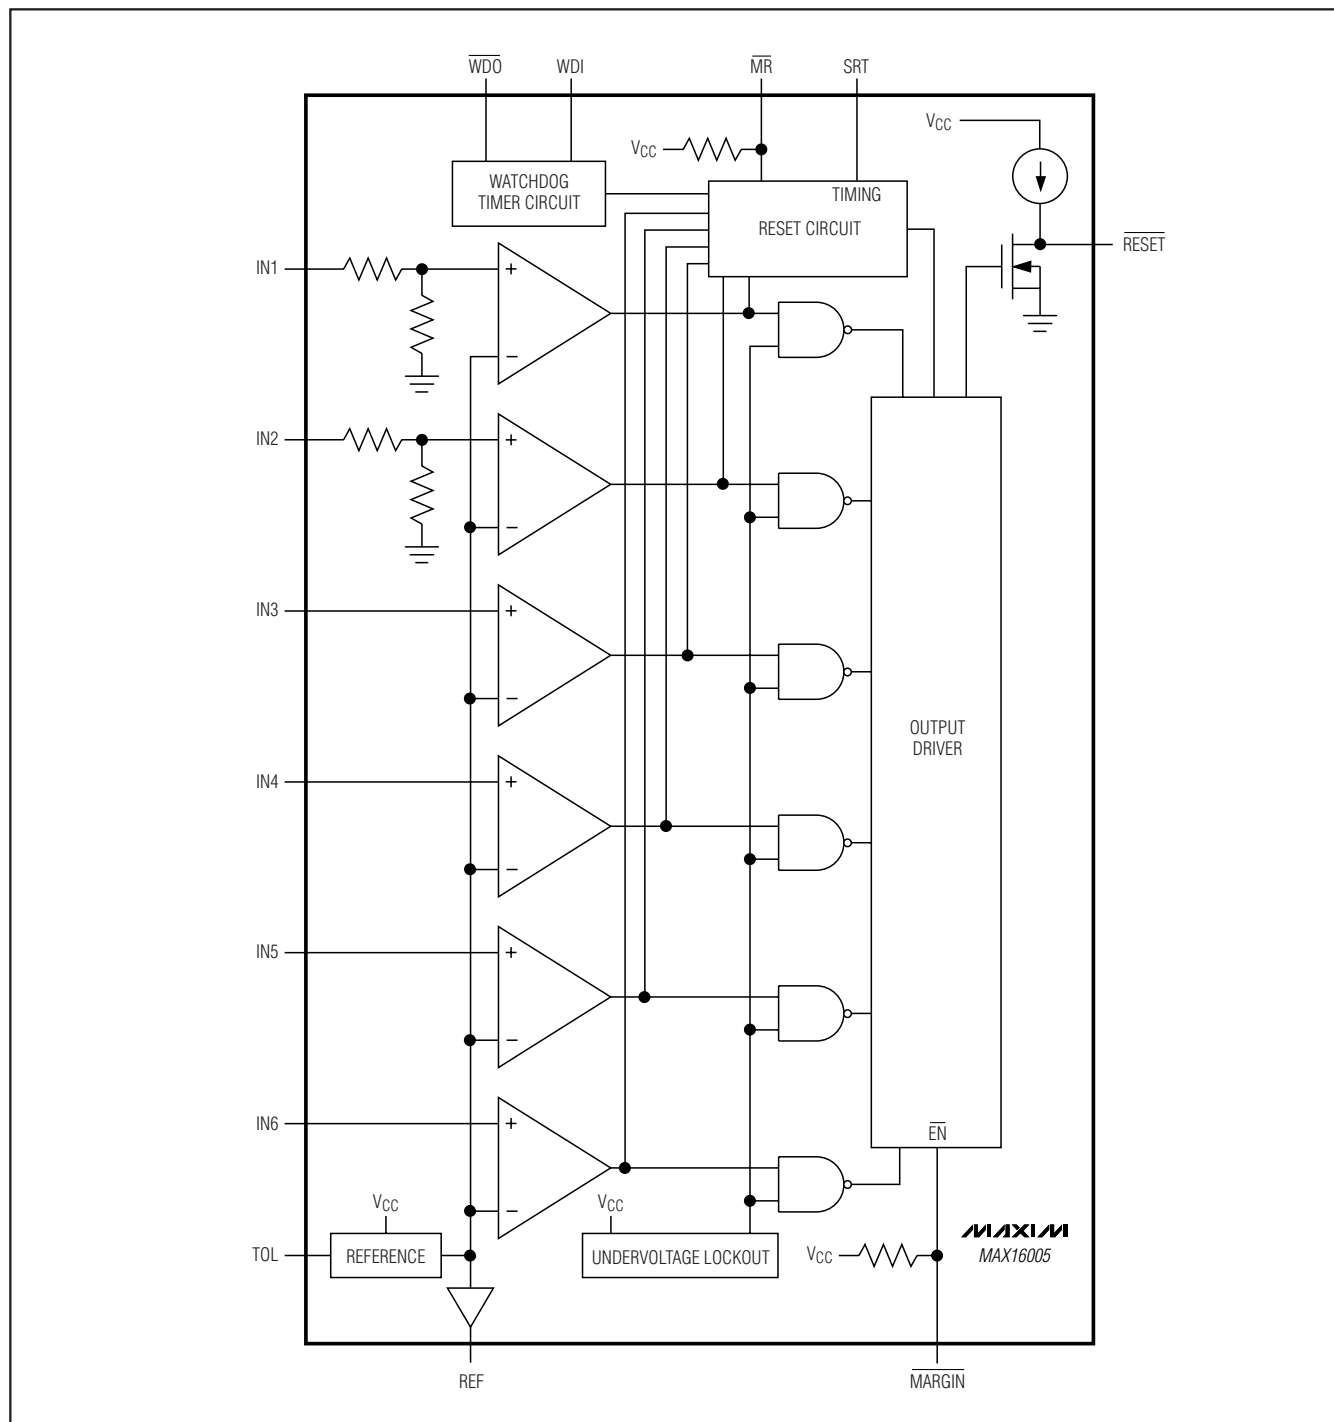 WDO WDI MR SRT
VCC
VCC
WATCHDOG
TIMER CIRCUIT
TIMING
RESET CIRCUIT
RESET
IN1
+
−
IN2
+
−
IN3
+
−
OUTPUT
DRIVER
IN4
+
−
IN5
+
−
IN6
+
−
EN
VCC
VCC
TOL
REFERENCE
UNDERVOLTAGE LOCKOUT
VCC
MAXIM
MAX16005
REF
MARGIN